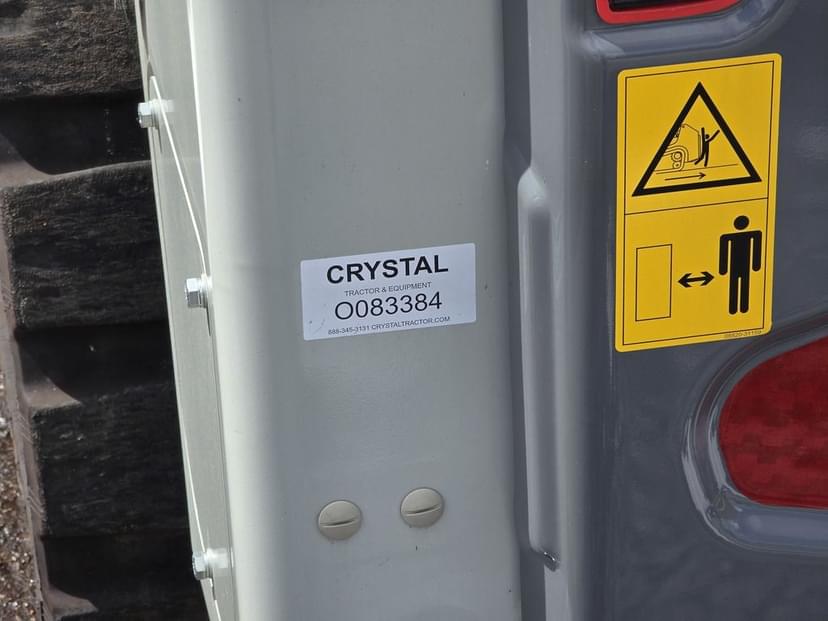 CRYSTAL
TRACTOR & EQUIPMENT
O083384
888-345-3131 CRYSTALTRACTOR.COM